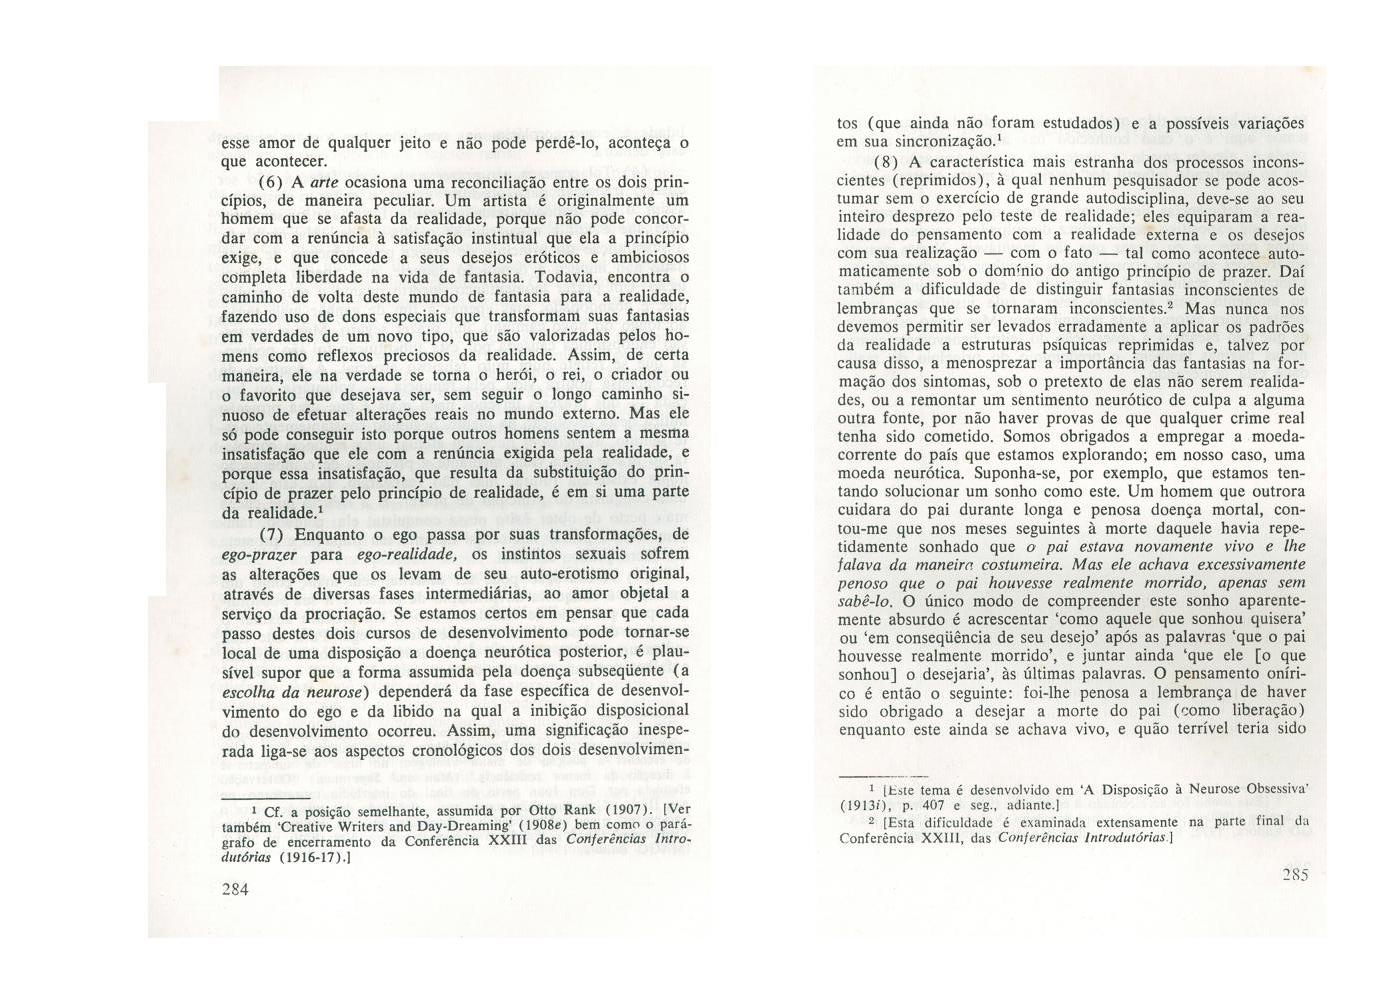 esse amor de qualquer jeito e não pode perdê-lo, aconteça o
que acontecer.
(6) A arte ocasiona uma reconciliação entre os dois prin-
cípios, de maneira peculiar. Um artista é originalmente um
homem que se afasta da realidade, porque não pode concor-
dar com a renúncia à satisfação instintual que ela a princípio
exige, e que concede a seus desejos eróticos e ambiciosos
completa liberdade na vida de fantasia. Todavia, encontra o
caminho de volta deste mundo de fantasia para a realidade,
fazendo uso de dons especiais que transformam suas fantasias
em verdades de um novo tipo, que são valorizadas pelos ho-
mens como reflexos preciosos da realidade. Assim, de certa
maneira, ele na verdade se torna o herói, o rei, o criador ou
o favorito que desejava ser, sem seguir o longo caminho si-
nuoso de efetuar alterações reais no mundo externo. Mas ele
só pode conseguir isto porque outros homens sentem a mesma
insatisfação que ele com a renúncia exigida pela realidade, e
porque essa insatisfação, que resulta da substituição do prin-
cípio de prazer pelo princípio de realidade, é em si uma parte
da realidade.¹
(7) Enquanto o ego passa por suas transformações, de
ego-prazer para ego-realidade, os instintos sexuais sofrem
as alterações que os levam de seu auto-erotismo original,
através de diversas fases intermediárias, ao amor objetal a
serviço da procriação. Se estamos certos em pensar que cada
passo destes dois cursos de desenvolvimento pode tornar-se
local de uma disposição a doença neurótica posterior, é plau-
sível supor que a forma assumida pela doença subseqüente (a
escolha da neurose) dependerá da fase específica de desenvol-
vimento do ego e da libido na qual a inibição disposicional
do desenvolvimento ocorreu. Assim, uma significação inespe-
rada liga-se aos aspectos cronológicos dos dois desenvolvimen-
¹ Cf. a posição semelhante, assumida por Otto Rank (1907). [Ver
também ‘Creative Writers and Day-Dreaming’ (1908e) bem como o pará-
grafo de encerramento da Conferência XXIII das Conferências Intro-
dutórias (1916-17).]
284
tos (que ainda não foram estudados) e a possíveis variações
em sua sincronização.¹
(8) A característica mais estranha dos processos incons-
cientes (reprimidos), à qual nenhum pesquisador se pode acos-
tumar sem o exercício de grande autodisciplina, deve-se ao seu
inteiro desprezo pelo teste de realidade; eles equiparam a rea-
lidade do pensamento com a realidade externa e os desejos
com sua realização — com o fato — tal como acontece auto-
maticamente sob o domínio do antigo princípio de prazer. Daí
também a dificuldade de distinguir fantasias inconscientes de
lembranças que se tornaram inconscientes.² Mas nunca nos
devemos permitir ser levados erradamente a aplicar os padrões
da realidade a estruturas psíquicas reprimidas e, talvez por
causa disso, a menosprezar a importância das fantasias na for-
mação dos sintomas, sob o pretexto de elas não serem realida-
des, ou a remontar um sentimento neurótico de culpa a alguma
outra fonte, por não haver provas de que qualquer crime real
tenha sido cometido. Somos obrigados a empregar a moeda-
corrente do país que estamos explorando; em nosso caso, uma
moeda neurótica. Suponha-se, por exemplo, que estamos ten-
tando solucionar um sonho como este. Um homem que outrora
cuidara do pai durante longa e penosa doença mortal, con-
tou-me que nos meses seguintes à morte daquele havia repe-
tidamente sonhado que o pai estava novamente vivo e lhe
falava da maneira costumeira. Mas ele achava excessivamente
penoso que o pai houvesse realmente morrido, apenas sem
sabê-lo. O único modo de compreender este sonho aparente-
mente absurdo é acrescentar ‘como aquele que sonhou quisera’
ou ‘em conseqüência de seu desejo’ após as palavras ‘que o pai
houvesse realmente morrido’, e juntar ainda ‘que ele [o que
sonhou] o desejaria’, às últimas palavras. O pensamento oníri-
co é então o seguinte: foi-lhe penosa a lembrança de haver
sido obrigado a desejar a morte do pai (como liberação)
enquanto este ainda se achava vivo, e quão terrível teria sido
¹ [Este tema é desenvolvido em ‘A Disposição à Neurose Obsessiva’
(1913i), p. 407 e seg., adiante.]
² [Esta dificuldade é examinada extensamente na parte final da
Conferência XXIII, das Conferências Introdutórias.]
285